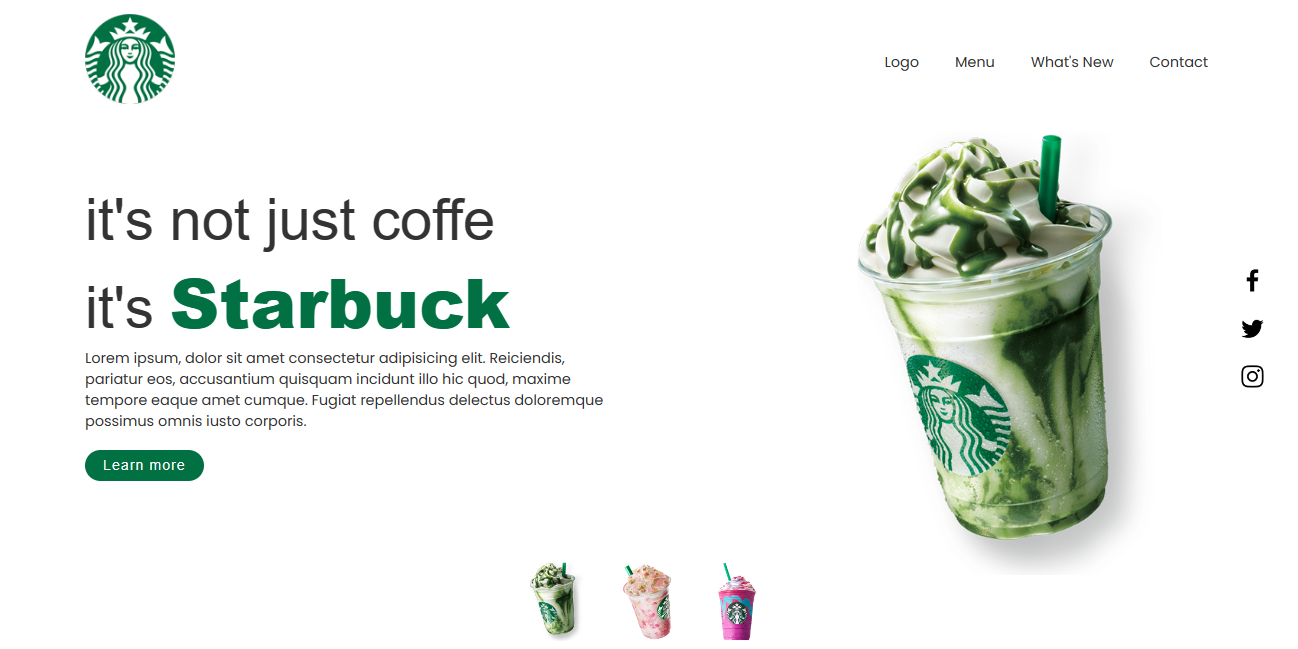 Logo Menu What's New Contact
it's not just coffe
it's Starbuck
Lorem ipsum, dolor sit amet consectetur adipisicing elit. Reiciendis,
pariatur eos, accusantium quisquam incidunt illo hic quod, maxime
tempore eaque amet cumque. Fugiat repellendus delectus doloremque
possimus omnis iusto corporis.
Learn more